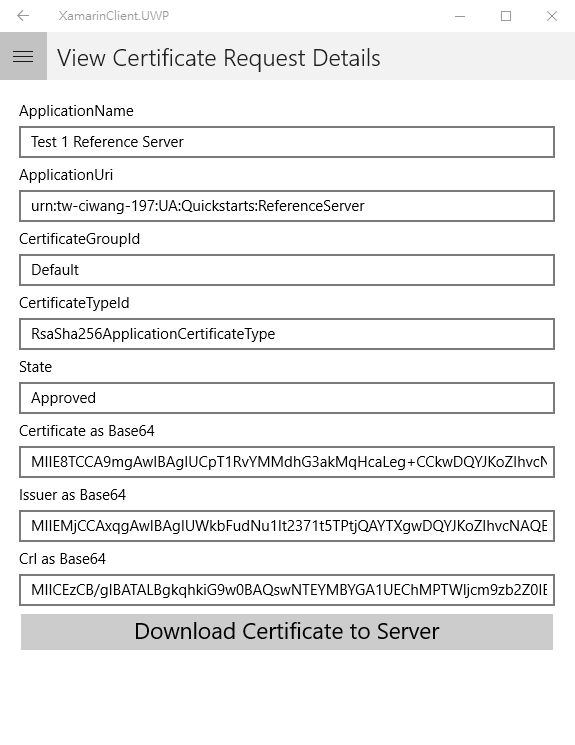 XamarinClient.UWP
View Certificate Request Details
ApplicationName
Test 1 Reference Server
ApplicationUri
urn:tw-ciwang-197:UA:Quickstarts:ReferenceServer
CertificateGroupId
Default
CertificateTypeId
RsaSha256ApplicationCertificateType
State
Approved
Certificate as Base64
MIIE8TCCA9mgAwIBAgIUCpT1RvYMMdhG3akMqHcaLeg+CCkwDQYJKoZIhvcN
Issuer as Base64
MIIEMjCCAxqgAwIBAgIUWkbFudNu1It2371t5TPtjQAYTXgwDQYJKoZIhvcNAQE
Crl as Base64
MIICEzCB/gIBATALBgkqhkiG9w0BAQswNTEYMBYGA1UEChMPTWljcm9zb2Z0IE
Download Certificate to Server